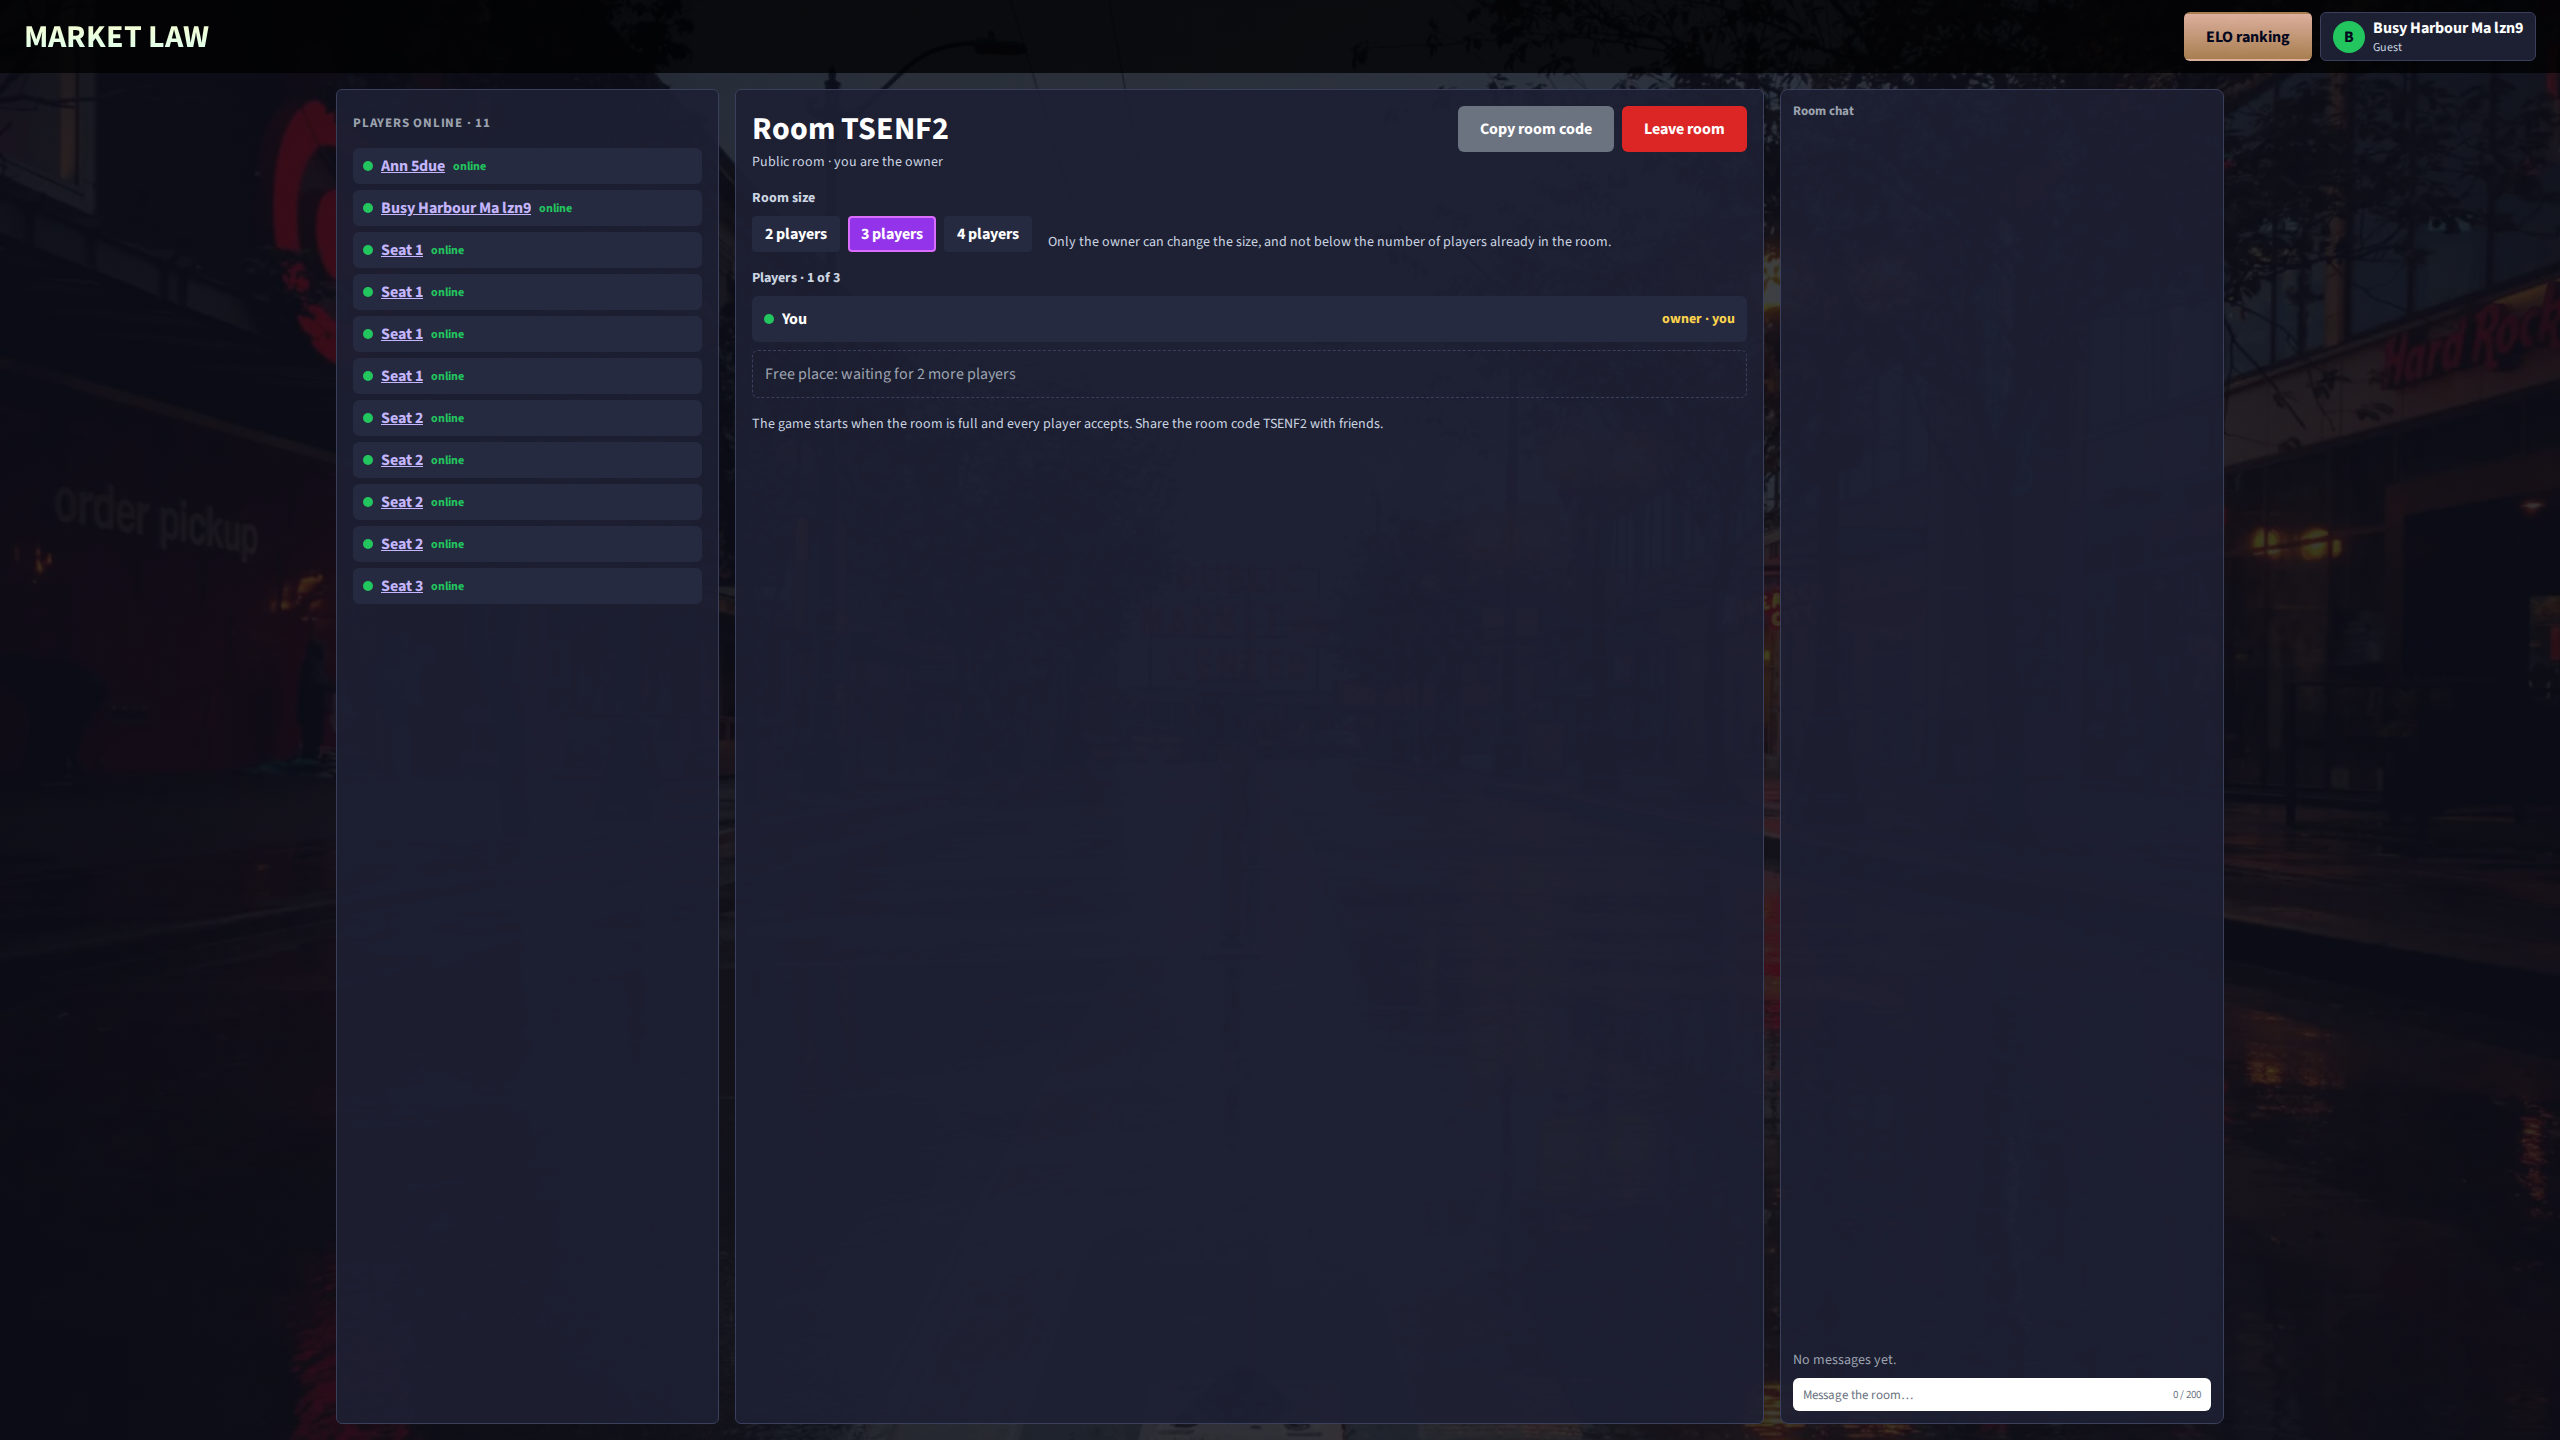 MARKET LAW
ELO ranking
B
Busy Harbour Ma lzn9
Guest
PLAYERS ONLINE · 11
Ann 5due online
Busy Harbour Ma lzn9 online
Seat 1 online
Seat 1 online
Seat 1 online
Seat 1 online
Seat 2 online
Seat 2 online
Seat 2 online
Seat 2 online
Seat 3 online
Room TSENF2
Copy room code
Leave room
Public room · you are the owner
Room size
2 players
3 players
4 players
Only the owner can change the size, and not below the number of players already in the room.
Players · 1 of 3
You
owner · you
Free place: waiting for 2 more players
The game starts when the room is full and every player accepts. Share the room code TSENF2 with friends.
Room chat
No messages yet.
Message the room…
0 / 200
order pickup
Hard Rock